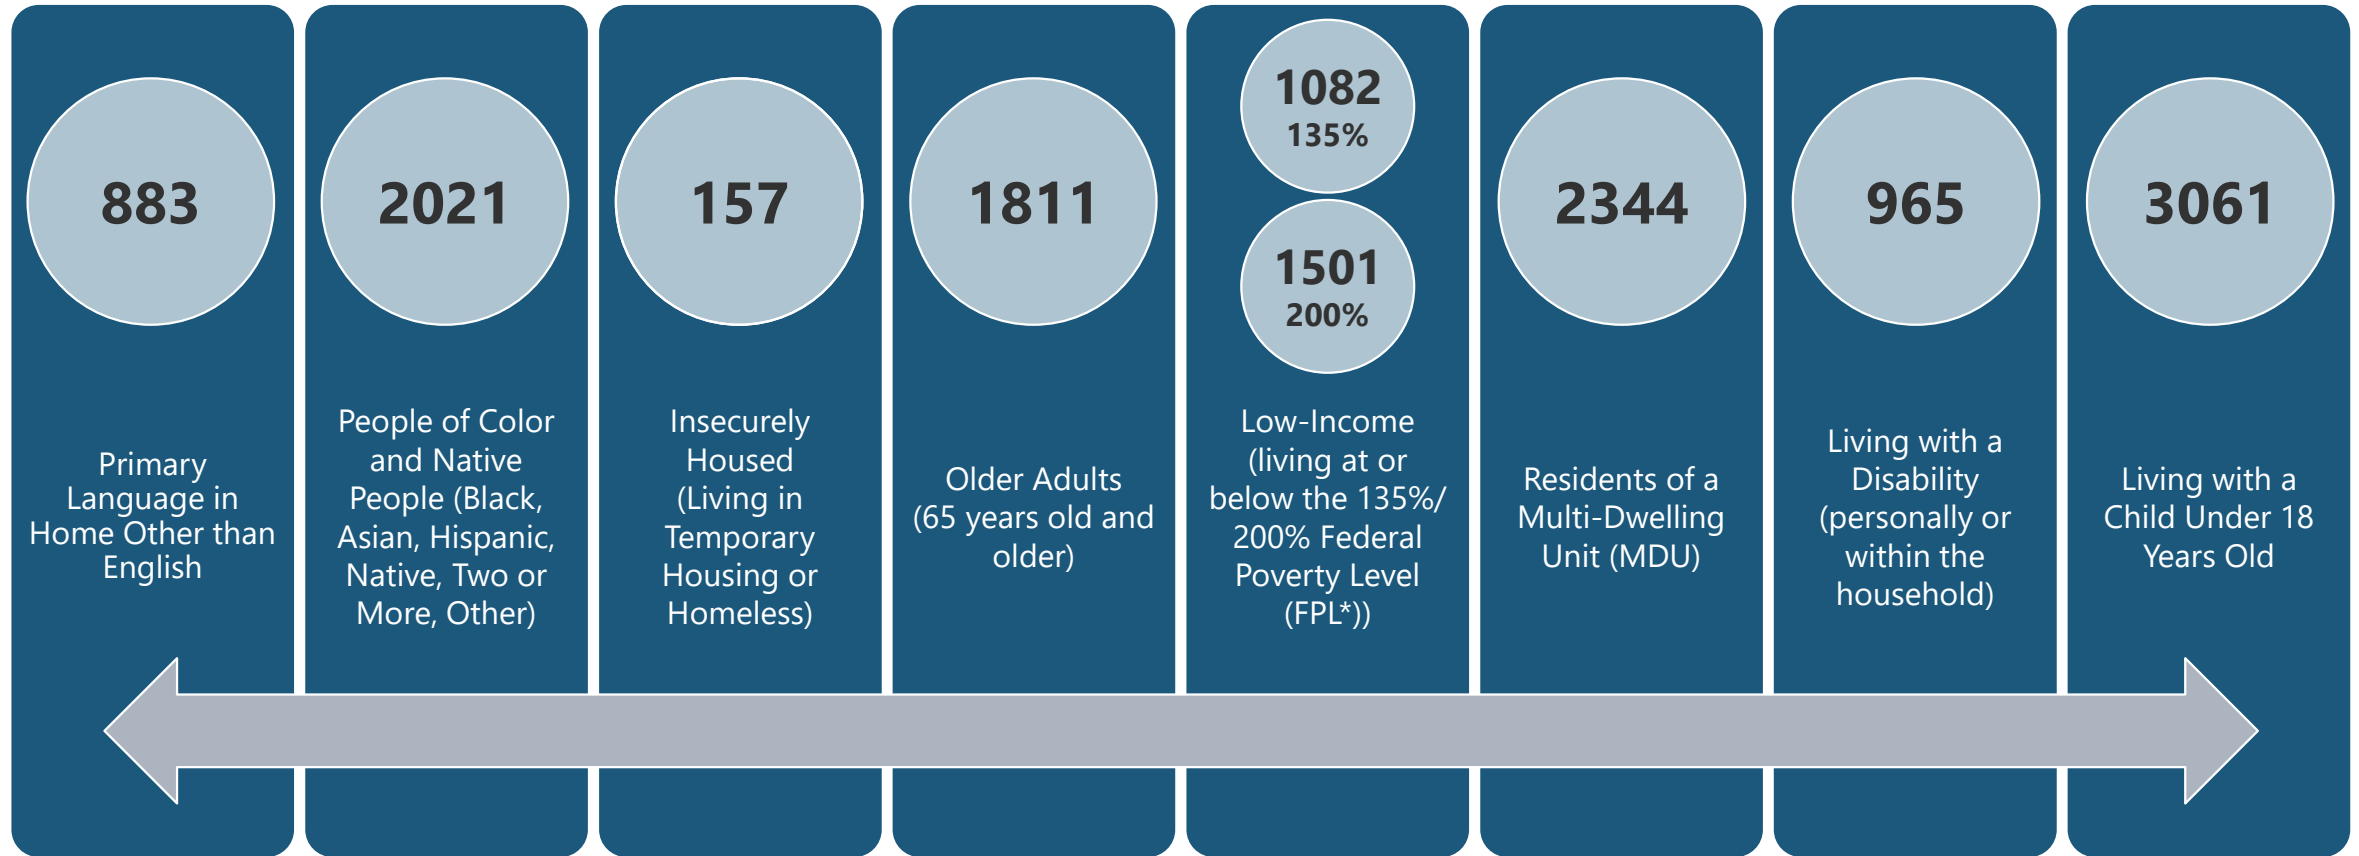 883
Primary
Language in
Home Other than
English
2021
People of Color
and Native
People (Black,
Asian, Hispanic,
Native, Two or
More, Other)
157
Insecurely
Housed
(Living in
Temporary
Housing or
Homeless)
1811
Older Adults
(65 years old and
older)
1082
135%
1501
200%
Low-Income
(living at or
below the 135%/
200% Federal
Poverty Level
(FPL*))
2344
Residents of a
Multi-Dwelling
Unit (MDU)
965
Living with a
Disability
(personally or
within the
household)
3061
Living with a
Child Under 18
Years Old